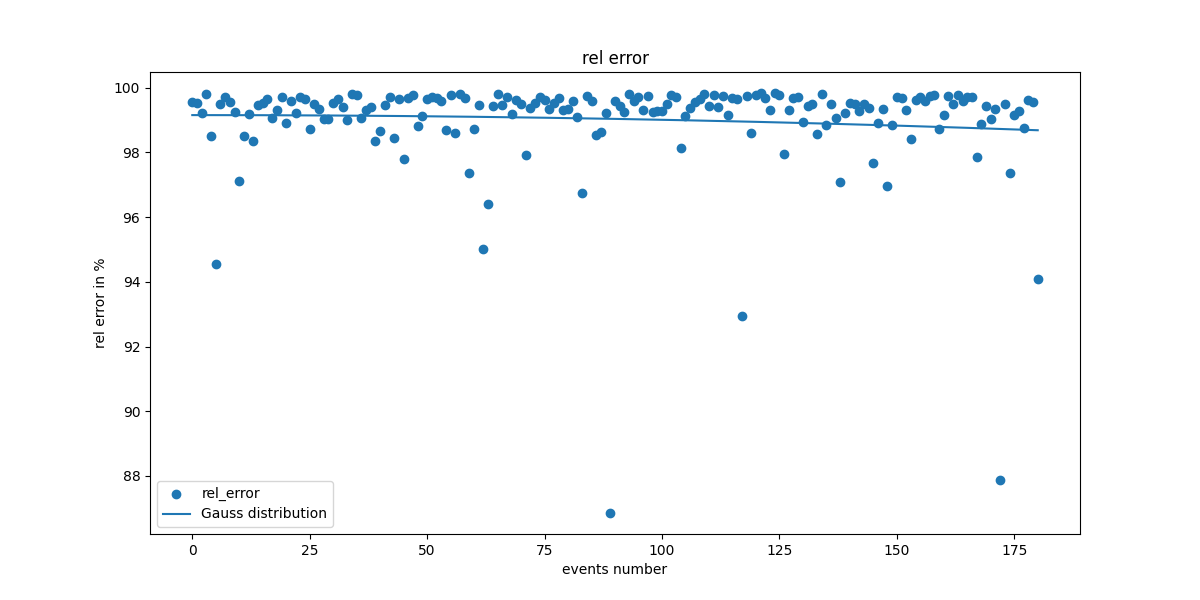 rel error
rel error in %
100
98
96
94
92
90
88
rel_error
Gauss distribution
0 25 50 75 100 125 150 175
events number